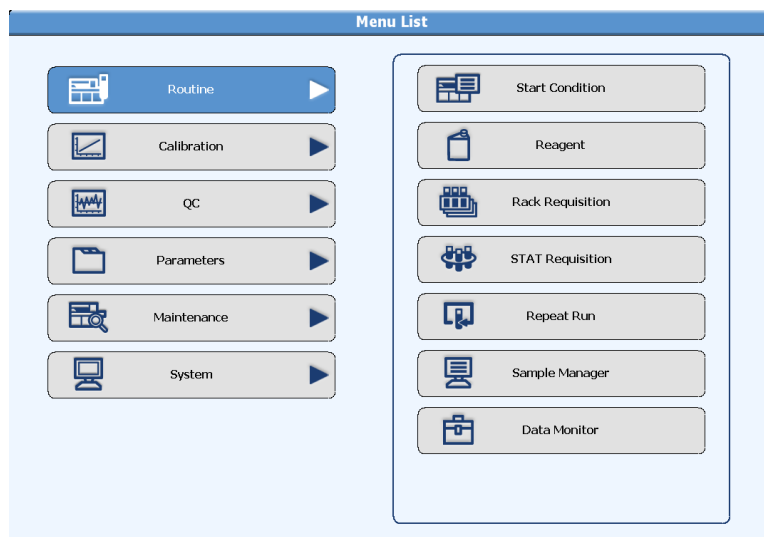 Menu List
Routine
Calibration
QC
Parameters
Maintenance
System
Start Condition
Reagent
Rack Requisition
STAT Requisition
Repeat Run
Sample Manager
Data Monitor